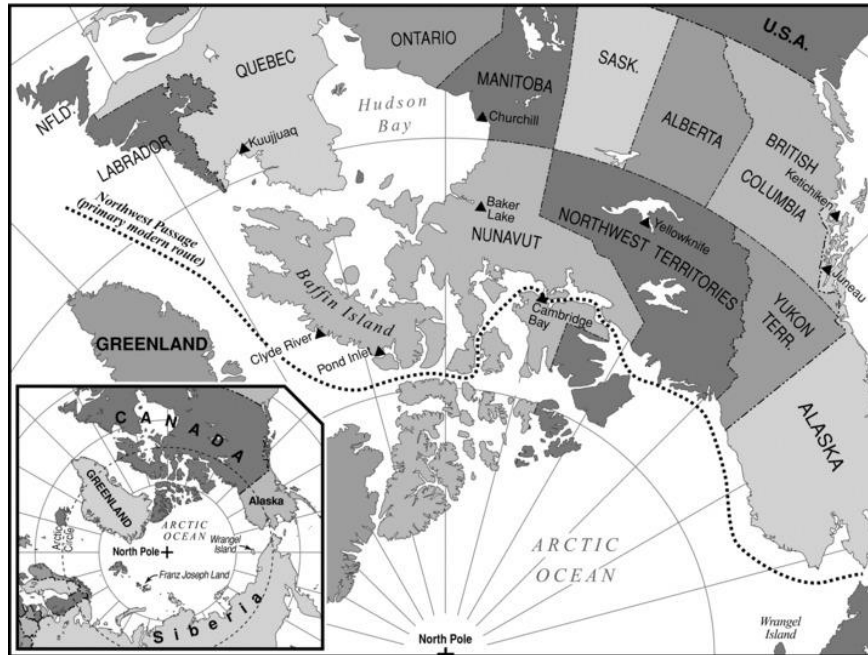 U.S.A.
ONTARIO
QUEBEC
MANITOBA
SASK.
ALBERTA
BRITISH
COLUMBIA
NFLD.
LABRADOR
Hudson
Bay
Churchill
Kuujjuaq
Ketichiken
Juneau
Baker
Lake
NUNAVUT
NORTHWEST TERRITORIES
Yellowknife
YUKON
TERR.
Northwest Passage
(primary modern route)
Baffin Island
Cambridge
Bay
Clyde River
Pond Inlet
GREENLAND
ALASKA
ARCTIC
OCEAN
Wrangel
Island
North Pole
CANADA
GREENLAND
Alaska
ARCTIC
OCEAN
Arctic
Circle
North Pole
Wrangel
Island
Franz Joseph Land
Siberia